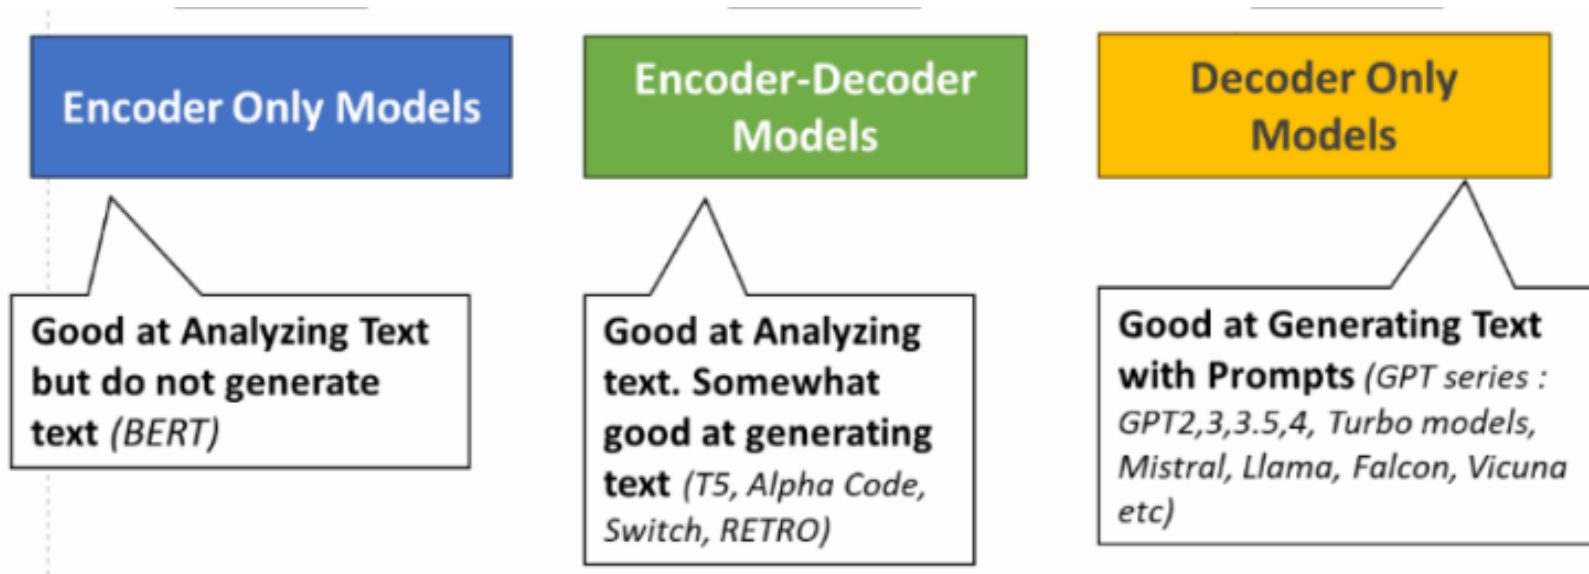 Encoder Only Models
Encoder-Decoder
Models
Decoder Only
Models
Good at Analyzing Text
but do not generate
text (BERT)
Good at Analyzing
text. Somewhat
good at generating
text (T5, Alpha Code,
Switch, RETRO)
Good at Generating Text
with Prompts (GPT series :
GPT2,3,3.5,4, Turbo models,
Mistral, Llama, Falcon, Vicuna
etc)